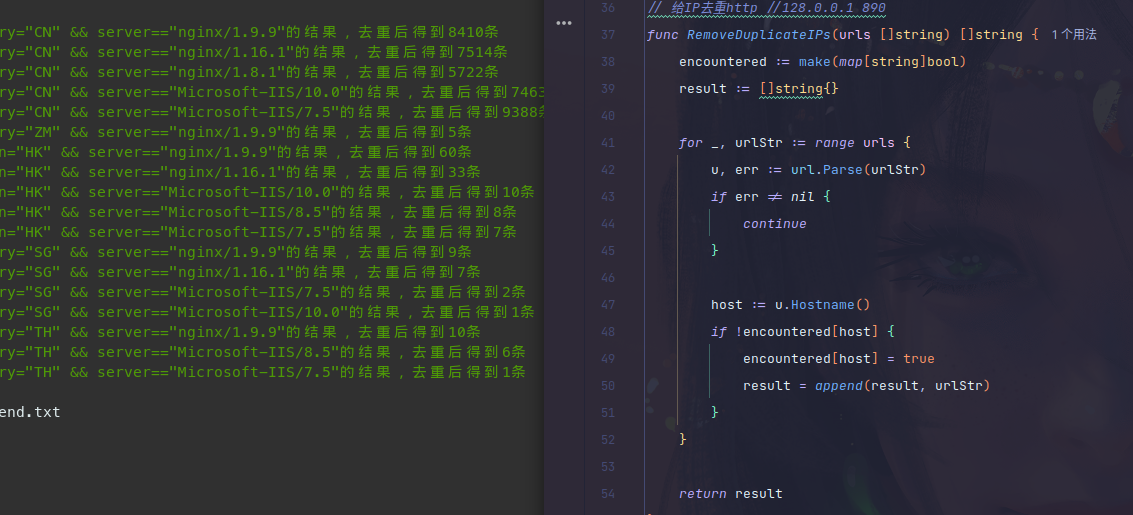 ry="CN" && server=="nginx/1.9.9"的结果，去重后得到8410条
ry="CN" && server=="nginx/1.16.1"的结果，去重后得到7514条
ry="CN" && server=="nginx/1.8.1"的结果，去重后得到5722条
ry="CN" && server=="Microsoft-IIS/10.0"的结果，去重后得到7463
ry="CN" && server=="Microsoft-IIS/7.5"的结果，去重后得到9388条
ry="ZM" && server=="nginx/1.9.9"的结果，去重后得到5条
n="HK" && server=="nginx/1.9.9"的结果，去重后得到60条
n="HK" && server=="nginx/1.16.1"的结果，去重后得到33条
n="HK" && server=="Microsoft-IIS/10.0"的结果，去重后得到10条
n="HK" && server=="Microsoft-IIS/8.5"的结果，去重后得到8条
n="HK" && server=="Microsoft-IIS/7.5"的结果，去重后得到7条
ry="SG" && server=="nginx/1.9.9"的结果，去重后得到9条
ry="SG" && server=="nginx/1.16.1"的结果，去重后得到7条
ry="SG" && server=="Microsoft-IIS/7.5"的结果，去重后得到2条
ry="SG" && server=="Microsoft-IIS/10.0"的结果，去重后得到1条
ry="TH" && server=="nginx/1.9.9"的结果，去重后得到10条
ry="TH" && server=="Microsoft-IIS/8.5"的结果，去重后得到6条
ry="TH" && server=="Microsoft-IIS/7.5"的结果，去重后得到1条
end.txt
36 // 给IP去重http //128.0.0.1 890
37 func RemoveDuplicateIPs(urls []string) []string { 1个用法
38 encountered := make(map[string]bool)
39 result := []string{}
40
41 for _, urlStr := range urls {
42 u, err := url.Parse(urlStr)
43 if err != nil {
44 continue
45 }
46
47 host := u.Hostname()
48 if !encountered[host] {
49 encountered[host] = true
50 result = append(result, urlStr)
51 }
52 }
53
54 return result